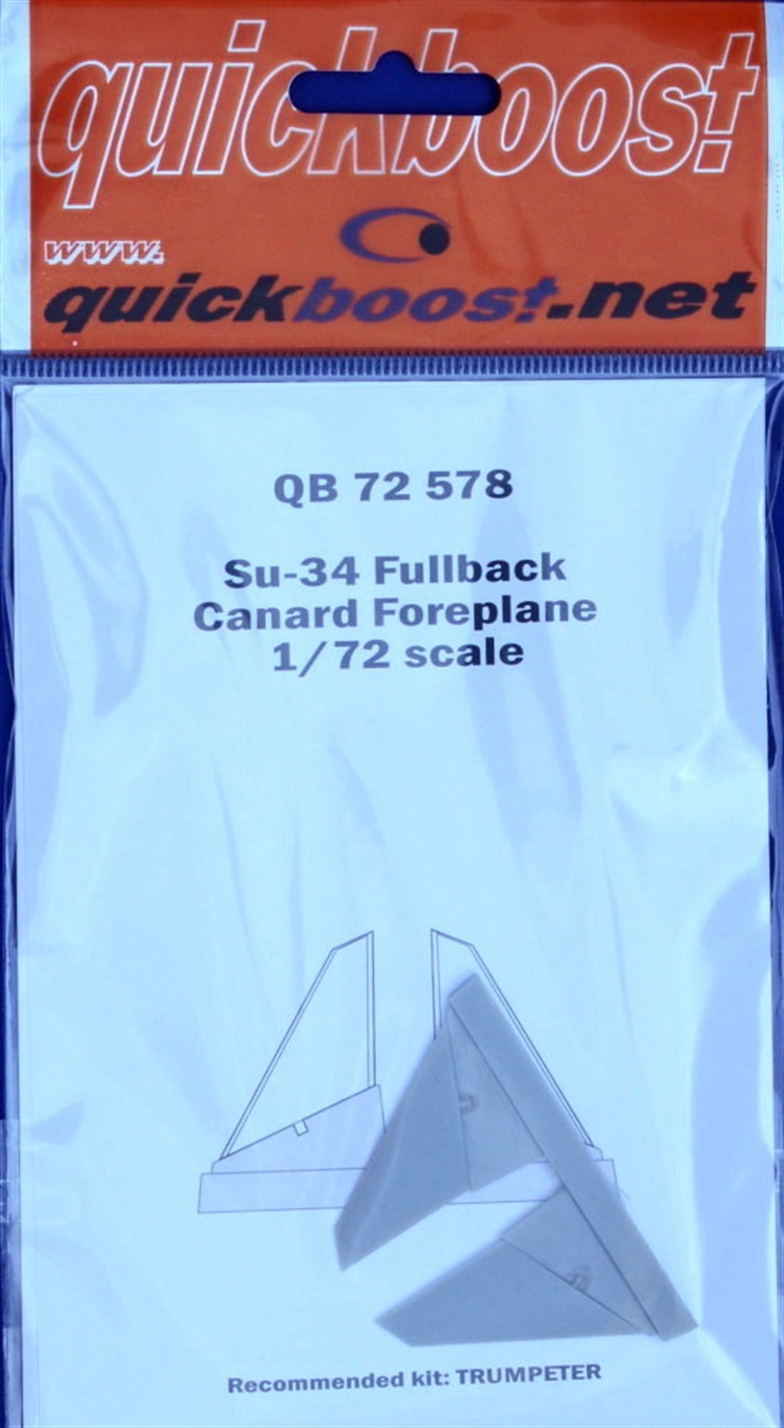 quickboost
www.
quickboost.net
QB 72 578
Su-34 Fullback
Canard Foreplane
1/72 scale
Recommended kit: TRUMPETER